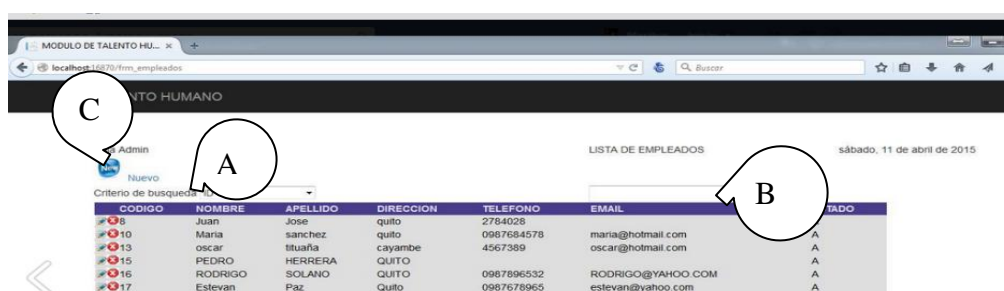 MODULO DE TALENTO HU... × +
localhost:16870/frm_empleados Buscar
NTO HUMANO
C
Admin LISTA DE EMPLEADOS sábado, 11 de abril de 2015
New
Nuevo
A
B
Criterio de busqueda
CODIGO NOMBRE APELLIDO DIRECCION TELEFONO EMAIL TADO
8 Juan Jose quito 2784028
10 Maria sanchez quito 0987684578 maria@hotmail.com A
13 oscar tituaña cayambe 4567389 oscar@hotmail.com A
15 PEDRO HERRERA QUITO A
16 RODRIGO SOLANO QUITO 0987896532 RODRIGO@YAHOO.COM A
17 Estevan Paz Quito 0987678965 estevan@yahoo.com A